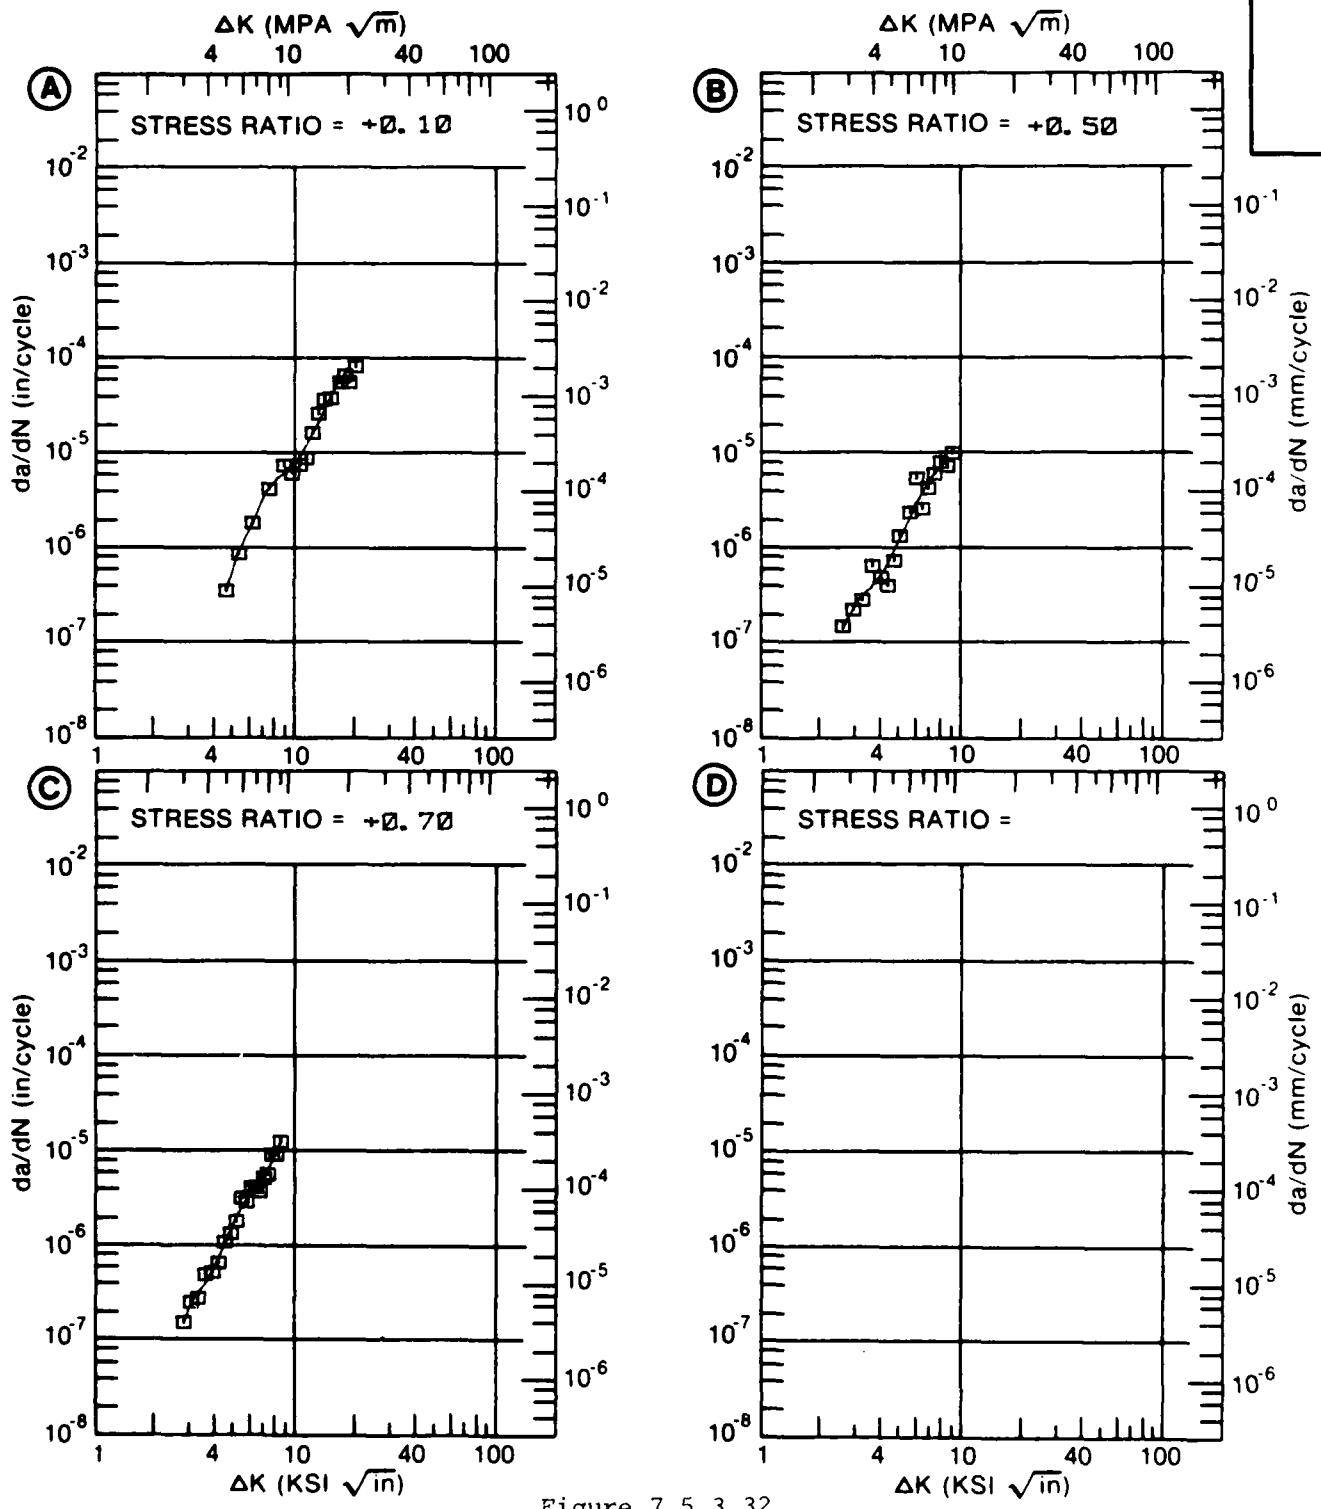 ΔK (MPA √m)
4 10 40 100
A
STRESS RATIO = +0.10
10^0
10^-1
10^-2
10^-3
10^-4
10^-5
10^-6
da/dN (in/cycle)
10^-2
10^-3
10^-4
10^-5
10^-6
10^-7
10^-8
1 4 10 40 100
ΔK (MPA √m)
4 10 40 100
B
STRESS RATIO = +0.50
10^-2
10^-3
10^-4
10^-5
10^-6
10^-7
10^-8
10^-1
10^-2
10^-3
10^-4
10^-5
10^-6
da/dN (mm/cycle)
1 4 10 40 100
C
STRESS RATIO = +0.70
10^0
10^-1
10^-2
10^-3
10^-4
10^-5
10^-6
da/dN (in/cycle)
10^-2
10^-3
10^-4
10^-5
10^-6
10^-7
10^-8
1 4 10 40 100
ΔK (KSI √in)
D
STRESS RATIO =
10^-2
10^-3
10^-4
10^-5
10^-6
10^-7
10^-8
10^0
10^-1
10^-2
10^-3
10^-4
10^-5
10^-6
da/dN (mm/cycle)
1 4 10 40 100
ΔK (KSI √in)
Figure 7.5.3.32